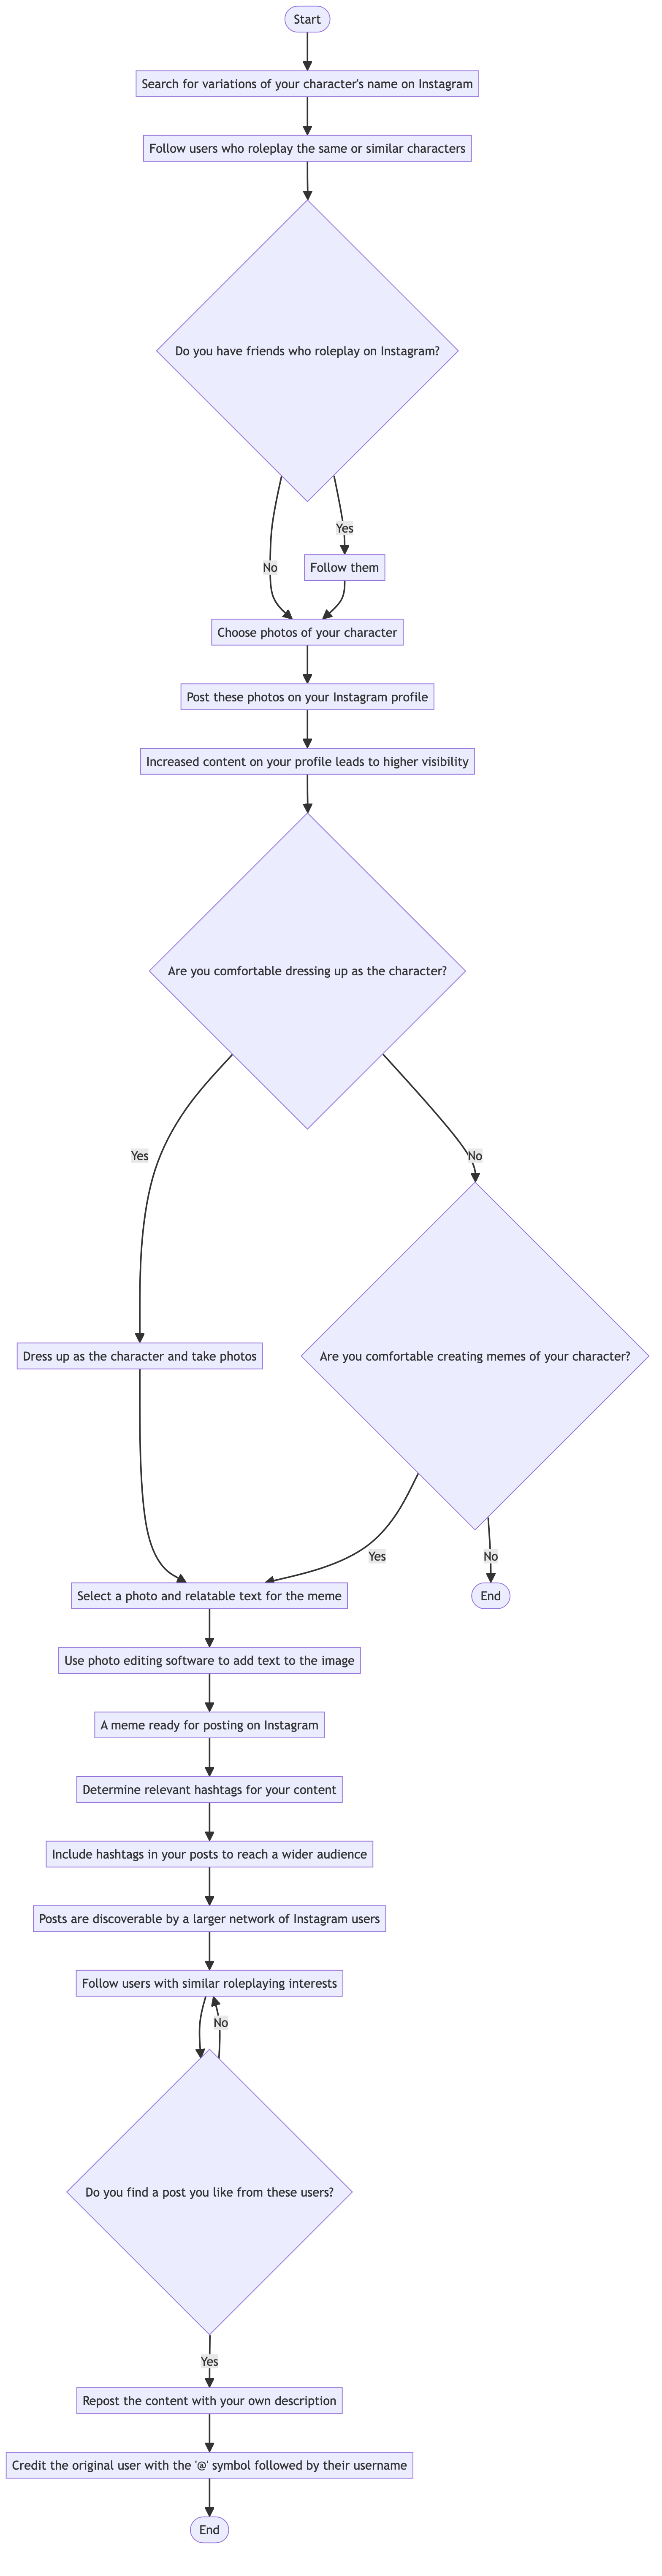 Start
Search for variations of your character's name on Instagram
Follow users who roleplay the same or similar characters
Do you have friends who roleplay on Instagram?
Yes
No
Follow them
Choose photos of your character
Post these photos on your Instagram profile
Increased content on your profile leads to higher visibility
Are you comfortable dressing up as the character?
Yes
No
Dress up as the character and take photos
Are you comfortable creating memes of your character?
Yes
No
Select a photo and relatable text for the meme
End
Use photo editing software to add text to the image
A meme ready for posting on Instagram
Determine relevant hashtags for your content
Include hashtags in your posts to reach a wider audience
Posts are discoverable by a larger network of Instagram users
Follow users with similar roleplaying interests
No
Do you find a post you like from these users?
Yes
Repost the content with your own description
Credit the original user with the '@' symbol followed by their username
End